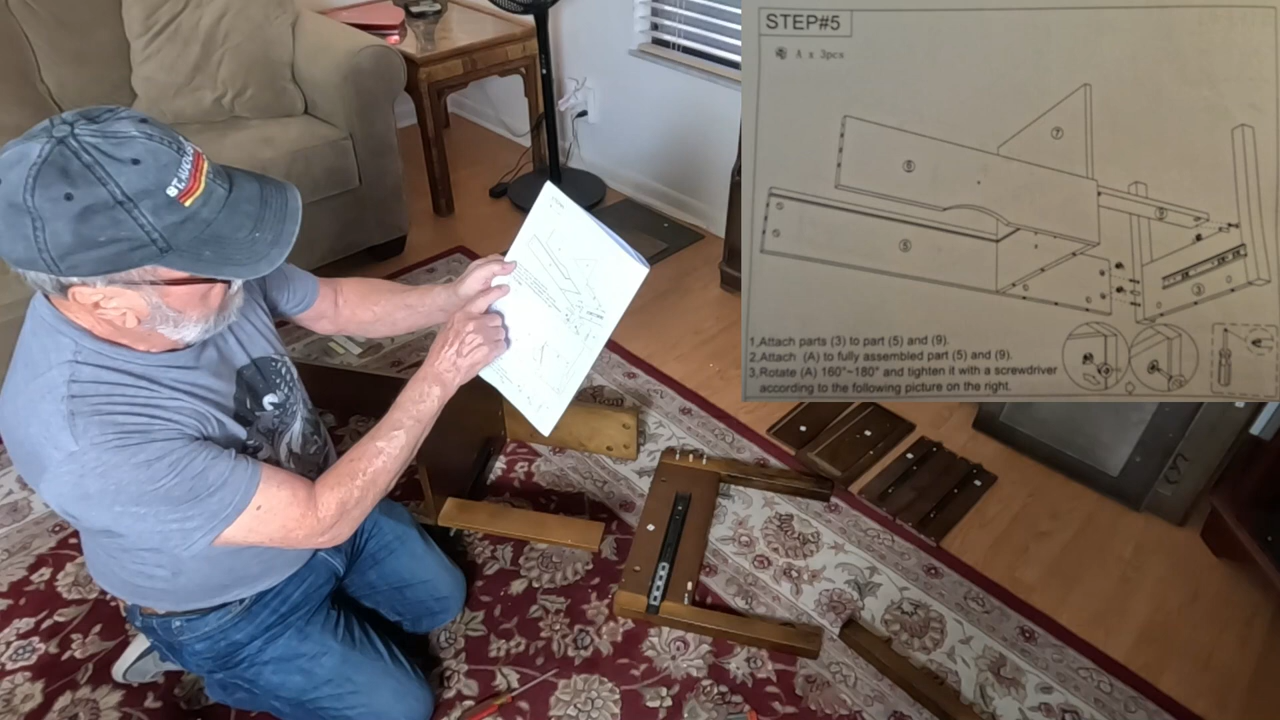 ST. AUGUS
STEP#5
A x 3pcs
7
6
9
5
3
1,Attach parts (3) to part (5) and (9).
2,Attach (A) to fully assembled part (5) and (9).
3,Rotate (A) 160°~180° and tighten it with a screwdriver
according to the following picture on the right.